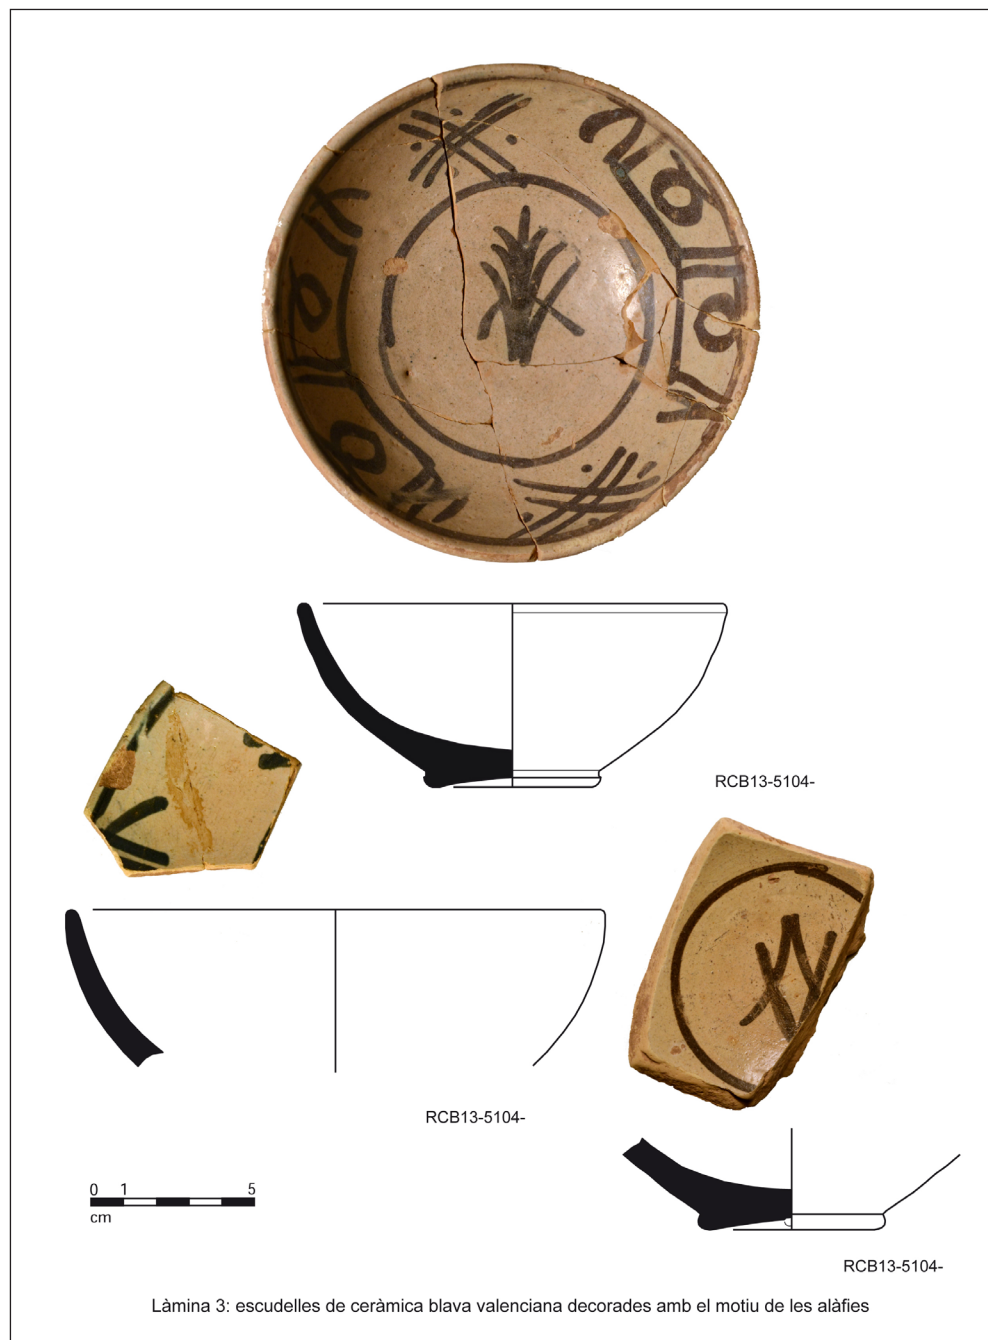 RCB13-5104-
RCB13-5104-
0 1 5
cm
RCB13-5104-
Làmina 3: escudelles de ceràmica blava valenciana decorades amb el motiu de les alàfies